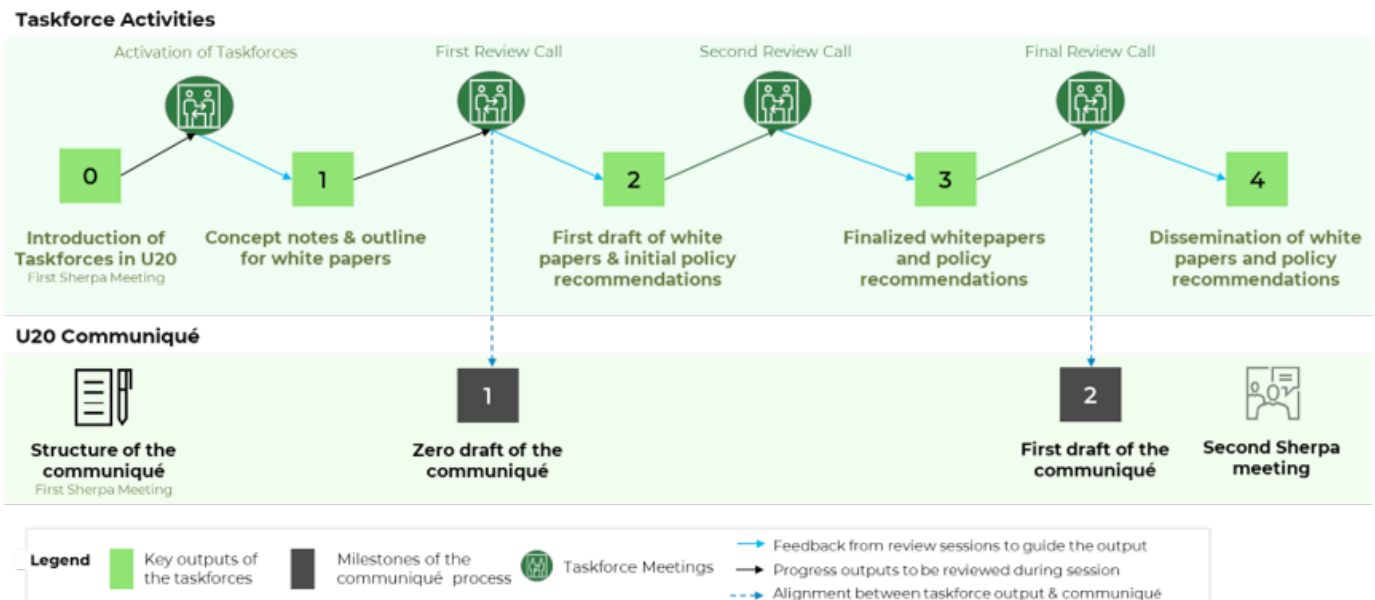 Taskforce Activities
Activation of Taskforces
First Review Call
Second Review Call
Final Review Call
0
1
2
3
4
Introduction of
Taskforces in U20
First Sherpa Meeting
Concept notes & outline
for white papers
First draft of white
papers & initial policy
recommendations
Finalized whitepapers
and policy
recommendations
Dissemination of white
papers and policy
recommendations
U20 Communiqué
1
2
Structure of the
communiqué
First Sherpa Meeting
Zero draft of the
communiqué
First draft of the
communiqué
Second Sherpa
meeting
Legend
Key outputs of
the taskforces
Milestones of the
communiqué process
Taskforce Meetings
Feedback from review sessions to guide the output
Progress outputs to be reviewed during session
Alignment between taskforce output & communiqué